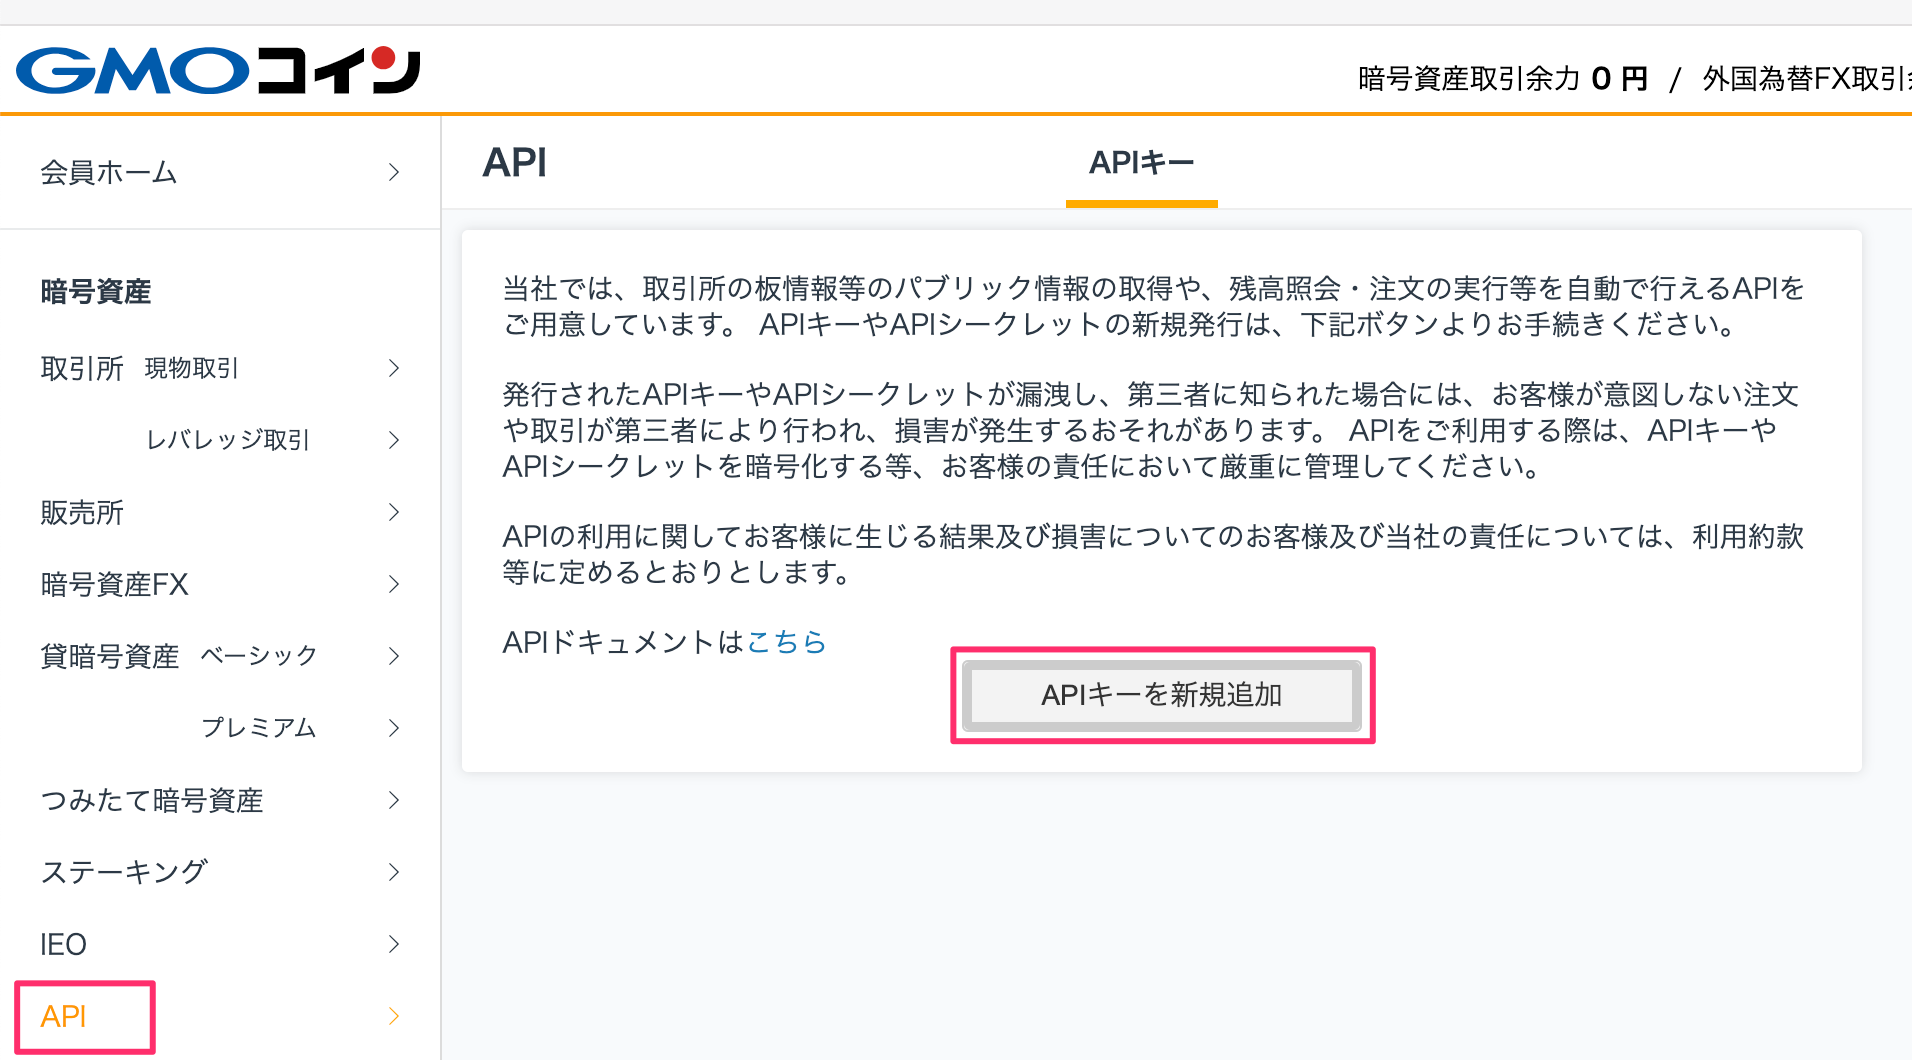 GMOコイン
暗号資産取引余力 0 円 / 外国為替FX取引
会員ホーム
暗号資産
取引所 現物取引
レバレッジ取引
販売所
暗号資産FX
貸暗号資産 ベーシック
プレミアム
つみたて暗号資産
ステーキング
IEO
API
API
APIキー
当社では、取引所の板情報等のパブリック情報の取得や、残高照会・注文の実行等を自動で行えるAPIを
ご用意しています。 APIキーやAPIシークレットの新規発行は、下記ボタンよりお手続きください。
発行されたAPIキーやAPIシークレットが漏洩し、第三者に知られた場合には、お客様が意図しない注文
や取引が第三者により行われ、損害が発生するおそれがあります。 APIをご利用する際は、APIキーや
APIシークレットを暗号化する等、お客様の責任において厳重に管理してください。
APIの利用に関してお客様に生じる結果及び損害についてのお客様及び当社の責任については、利用約款
等に定めるとおりとします。
APIドキュメントはこちら
APIキーを新規追加